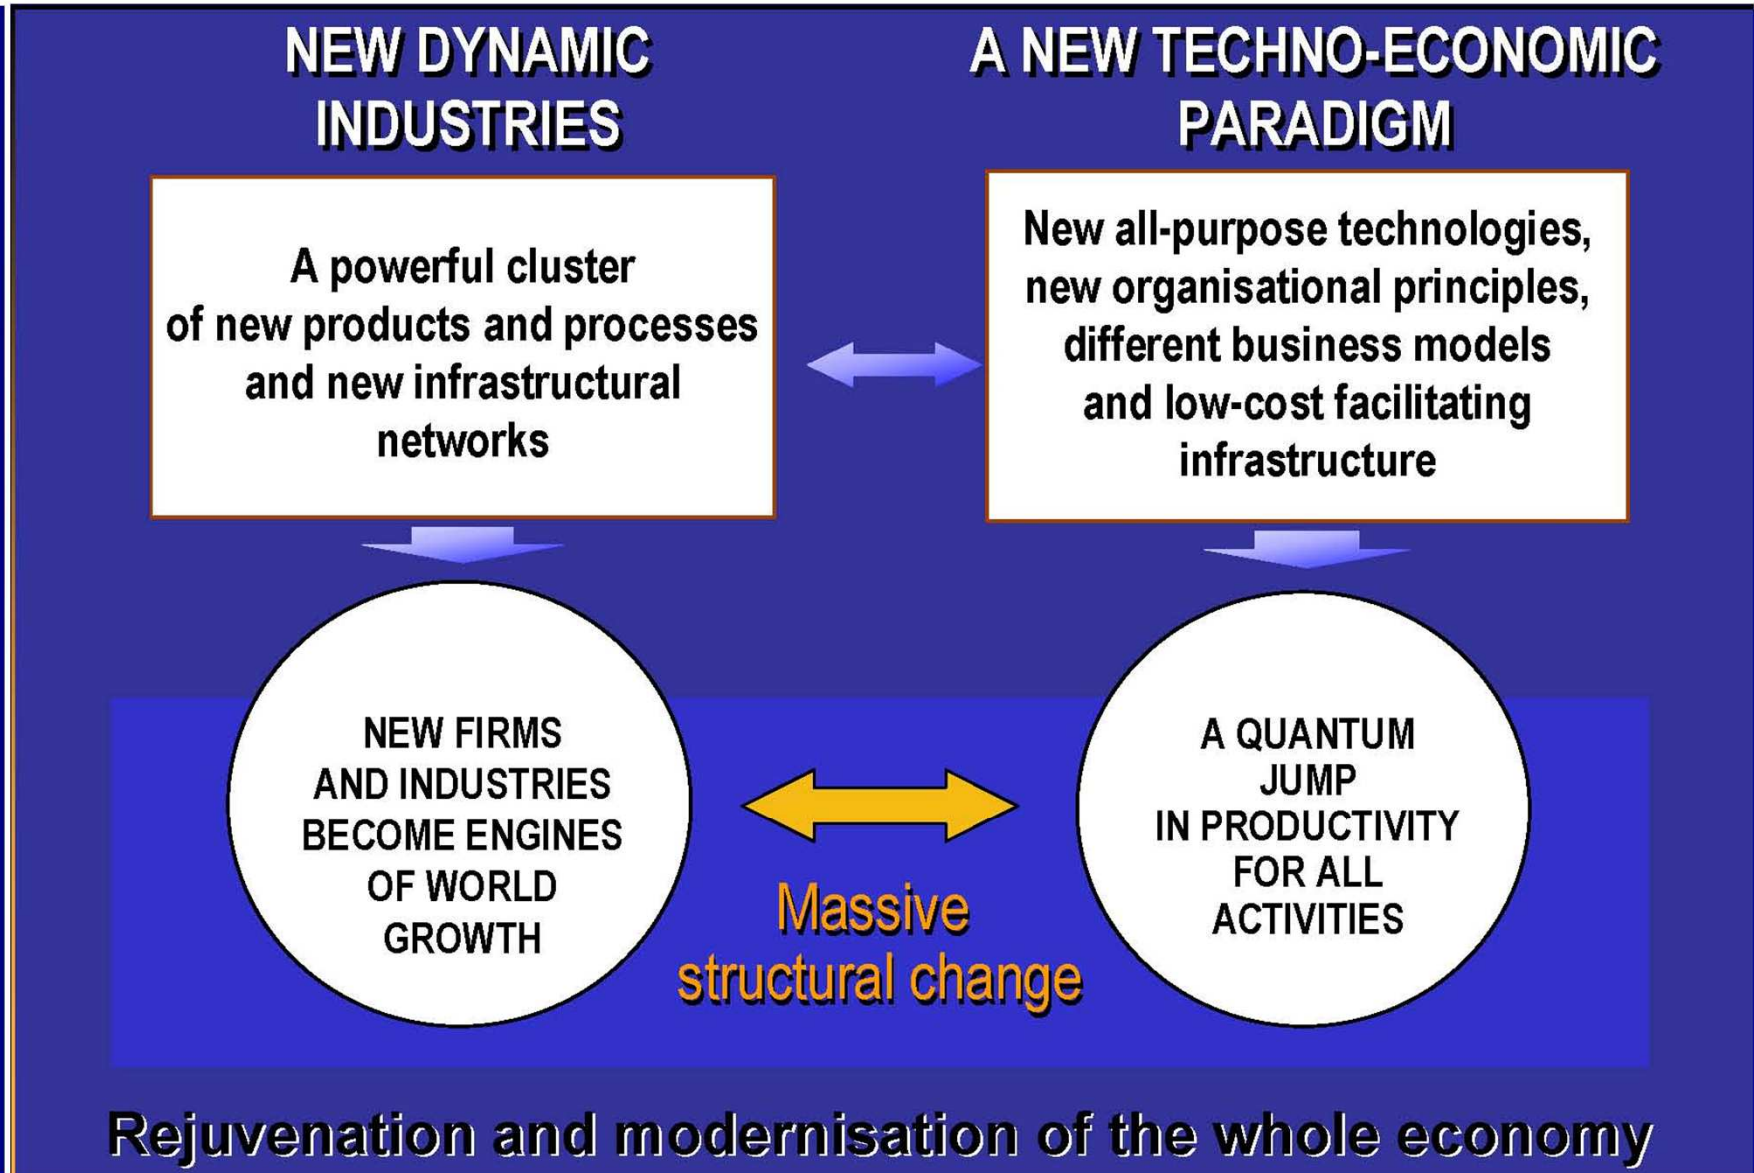 NEW DYNAMIC
INDUSTRIES
A powerful cluster
of new products and processes
and new infrastructural
networks
NEW FIRMS
AND INDUSTRIES
BECOME ENGINES
OF WORLD
GROWTH
A NEW TECHNO-ECONOMIC
PARADIGM
New all-purpose technologies,
new organisational principles,
different business models
and low-cost facilitating
infrastructure
A QUANTUM
JUMP
IN PRODUCTIVITY
FOR ALL
ACTIVITIES
Massive
structural change
Rejuvenation and modernisation of the whole economy